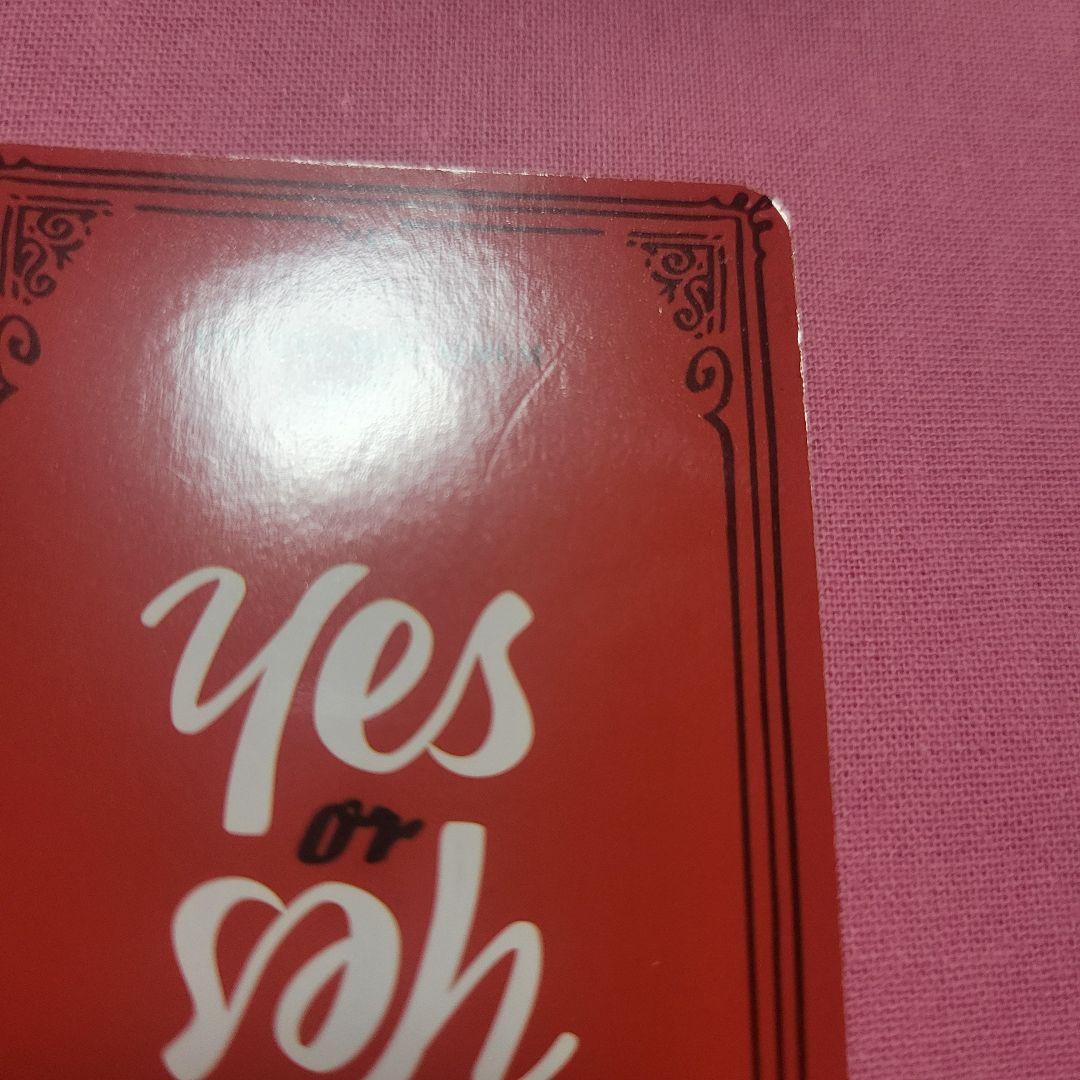 yes
or
yes